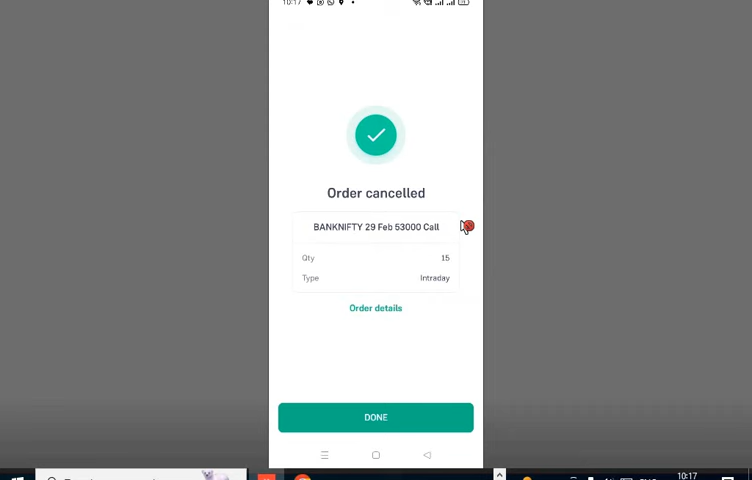 10:17
Order cancelled
BANKNIFTY 29 Feb 53000 Call
Qty 15
Type Intraday
Order details
DONE
10:17